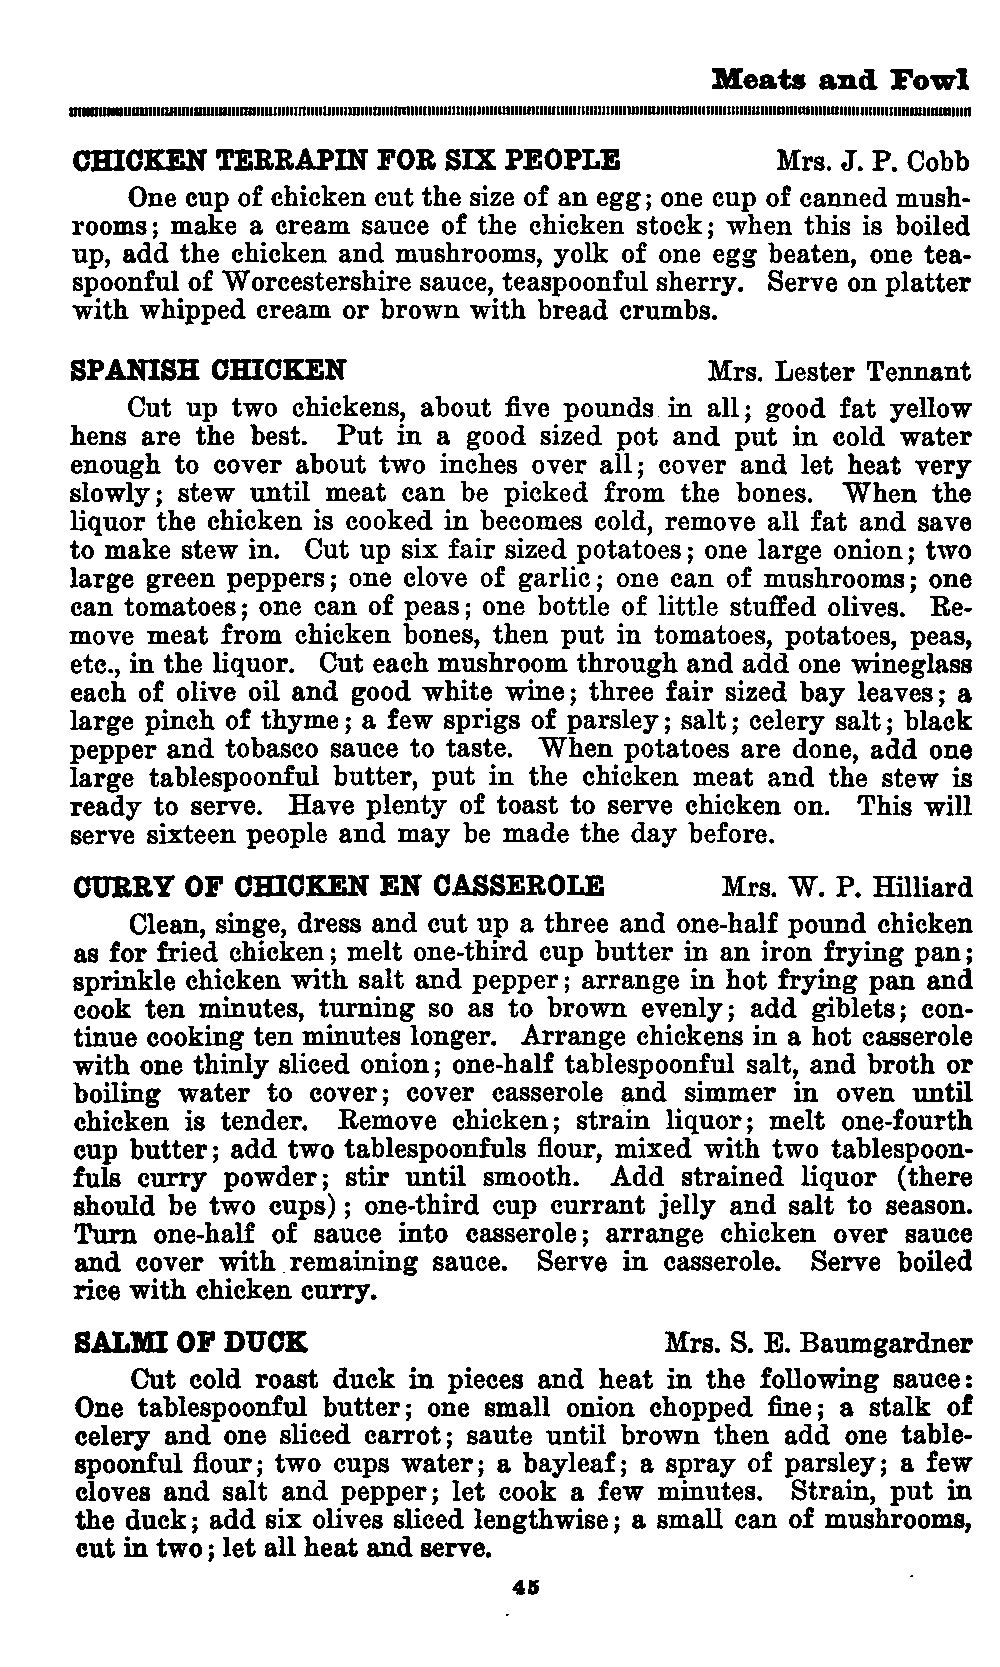 Meats and Fowl
CHICKEN TERRAPIN FOR SIX PEOPLE Mrs. J. P. Cobb
One cup of chicken cut the size of an egg; one cup of canned mush-
rooms; make a cream sauce of the chicken stock; when this is boiled
up, add the chicken and mushrooms, yolk of one egg beaten, one tea-
spoonful of Worcestershire sauce, teaspoonful sherry. Serve on platter
with whipped cream or brown with bread crumbs.
SPANISH CHICKEN Mrs. Lester Tennant
Cut up two chickens, about five pounds in all; good fat yellow
hens are the best. Put in a good sized pot and put in cold water
enough to cover about two inches over all; cover and let heat very
slowly; stew until meat can be picked from the bones. When the
liquor the chicken is cooked in becomes cold, remove all fat and save
to make stew in. Cut up six fair sized potatoes; one large onion; two
large green peppers; one clove of garlic; one can of mushrooms; one
can tomatoes; one can of peas; one bottle of little stuffed olives. Re-
move meat from chicken bones, then put in tomatoes, potatoes, peas,
etc., in the liquor. Cut each mushroom through and add one wineglass
each of olive oil and good white wine; three fair sized bay leaves; a
large pinch of thyme; a few sprigs of parsley; salt; celery salt; black
pepper and tobasco sauce to taste. When potatoes are done, add one
large tablespoonful butter, put in the chicken meat and the stew is
ready to serve. Have plenty of toast to serve chicken on. This will
serve sixteen people and may be made the day before.
CURRY OF CHICKEN EN CASSEROLE Mrs. W. P. Hilliard
Clean, singe, dress and cut up a three and one-half pound chicken
as for fried chicken; melt one-third cup butter in an iron frying pan;
sprinkle chicken with salt and pepper; arrange in hot frying pan and
cook ten minutes, turning so as to brown evenly; add giblets; con-
tinue cooking ten minutes longer. Arrange chickens in a hot casserole
with one thinly sliced onion; one-half tablespoonful salt, and broth or
boiling water to cover; cover casserole and simmer in oven until
chicken is tender. Remove chicken; strain liquor; melt one-fourth
cup butter; add two tablespoonfuls flour, mixed with two tablespoon-
fuls curry powder; stir until smooth. Add strained liquor (there
should be two cups); one-third cup currant jelly and salt to season.
Turn one-half of sauce into casserole; arrange chicken over sauce
and cover with remaining sauce. Serve in casserole. Serve boiled
rice with chicken curry.
SALMI OF DUCK Mrs. S. E. Baumgardner
Cut cold roast duck in pieces and heat in the following sauce:
One tablespoonful butter; one small onion chopped fine; a stalk of
celery and one sliced carrot; saute until brown then add one table-
spoonful flour; two cups water; a bayleaf; a spray of parsley; a few
cloves and salt and pepper; let cook a few minutes. Strain, put in
the duck; add six olives sliced lengthwise; a small can of mushrooms,
cut in two; let all heat and serve.
45